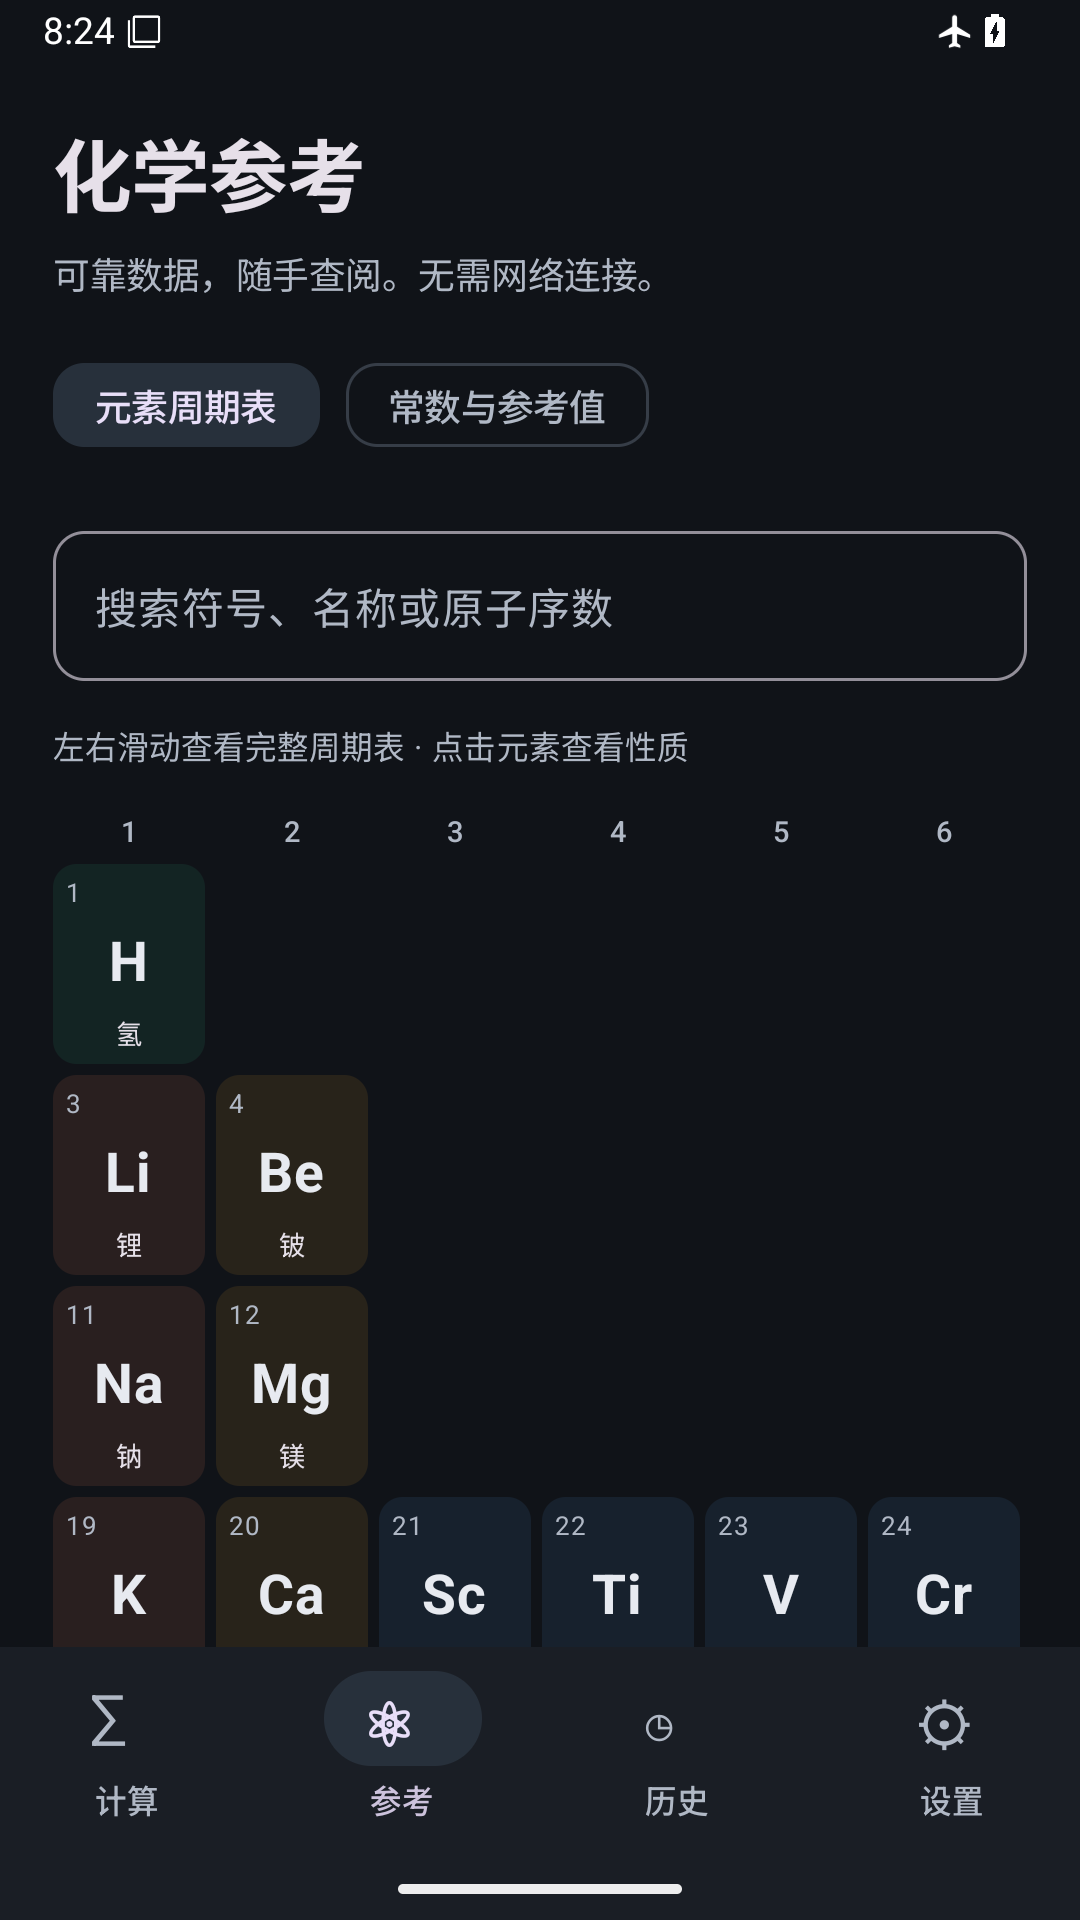 8:24
化学参考
可靠数据，随手查阅。无需网络连接。
元素周期表 常数与参考值
搜索符号、名称或原子序数
左右滑动查看完整周期表 · 点击元素查看性质
1 2 3 4 5 6
1
H
氢
3 4
Li Be
锂 铍
11 12
Na Mg
钠 镁
19 20 21 22 23 24
K Ca Sc Ti V Cr
∑
计算 参考 历史 设置